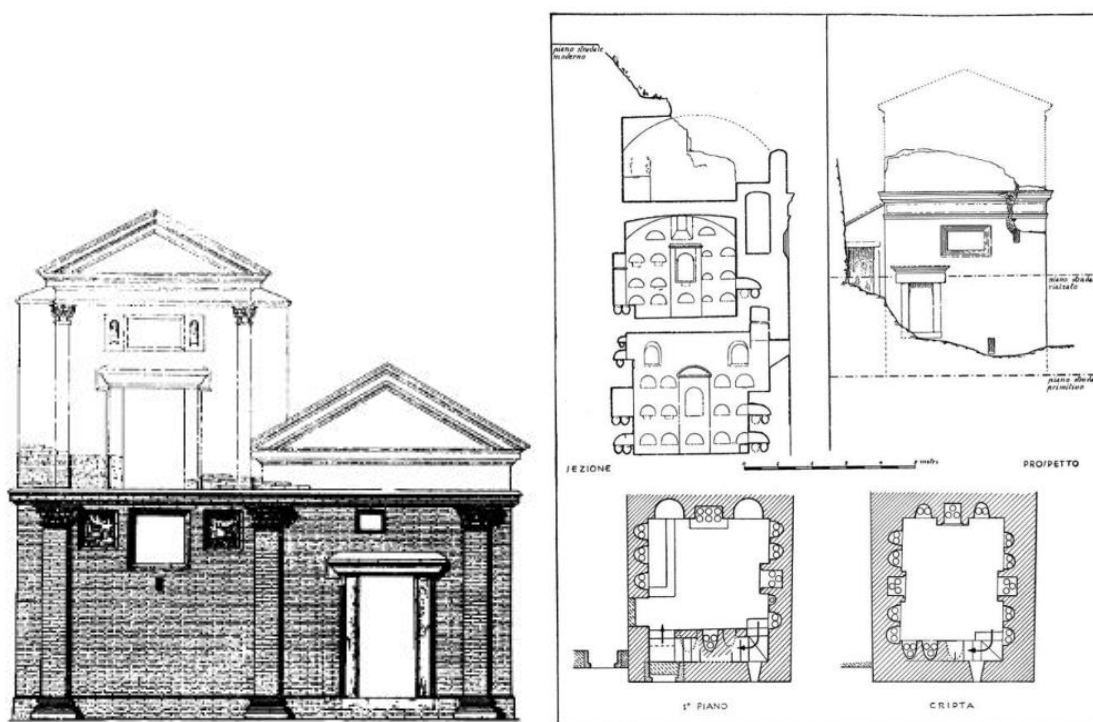 piano stradale
moderno
piano stradale
rialzato
piano stradale
primitivo
SEZIONE
metri
PROSPETTO
1° PIANO
CRIPTA